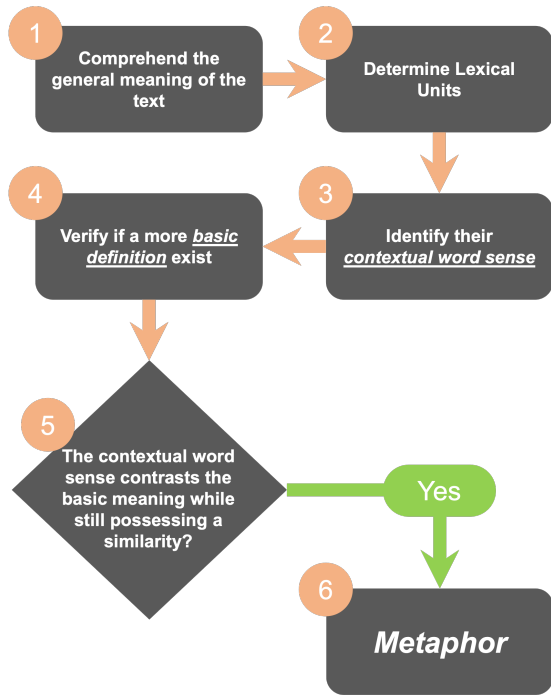 1
Comprehend the
general meaning of the
text
2
Determine Lexical
Units
3
Identify their
contextual word sense
4
Verify if a more basic
definition exist
5
The contextual word
sense contrasts the
basic meaning while
still possessing a
similarity?
Yes
6
Metaphor